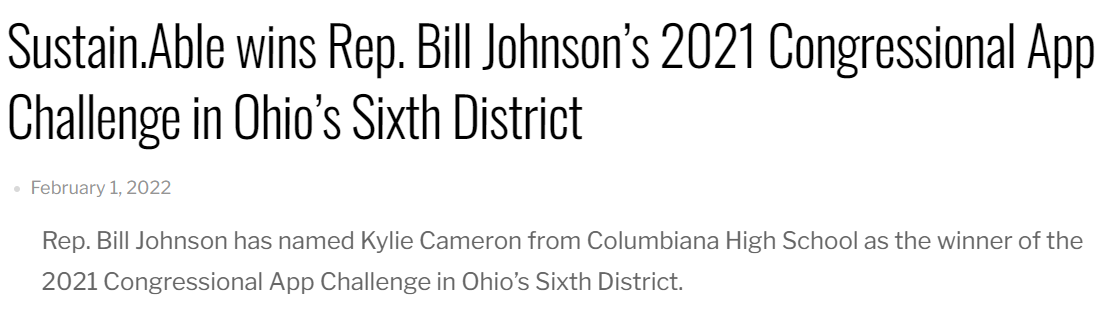 Sustain.Able wins Rep. Bill Johnson’s 2021 Congressional App
Challenge in Ohio’s Sixth District
• February 1, 2022
Rep. Bill Johnson has named Kylie Cameron from Columbiana High School as the winner of the
2021 Congressional App Challenge in Ohio’s Sixth District.